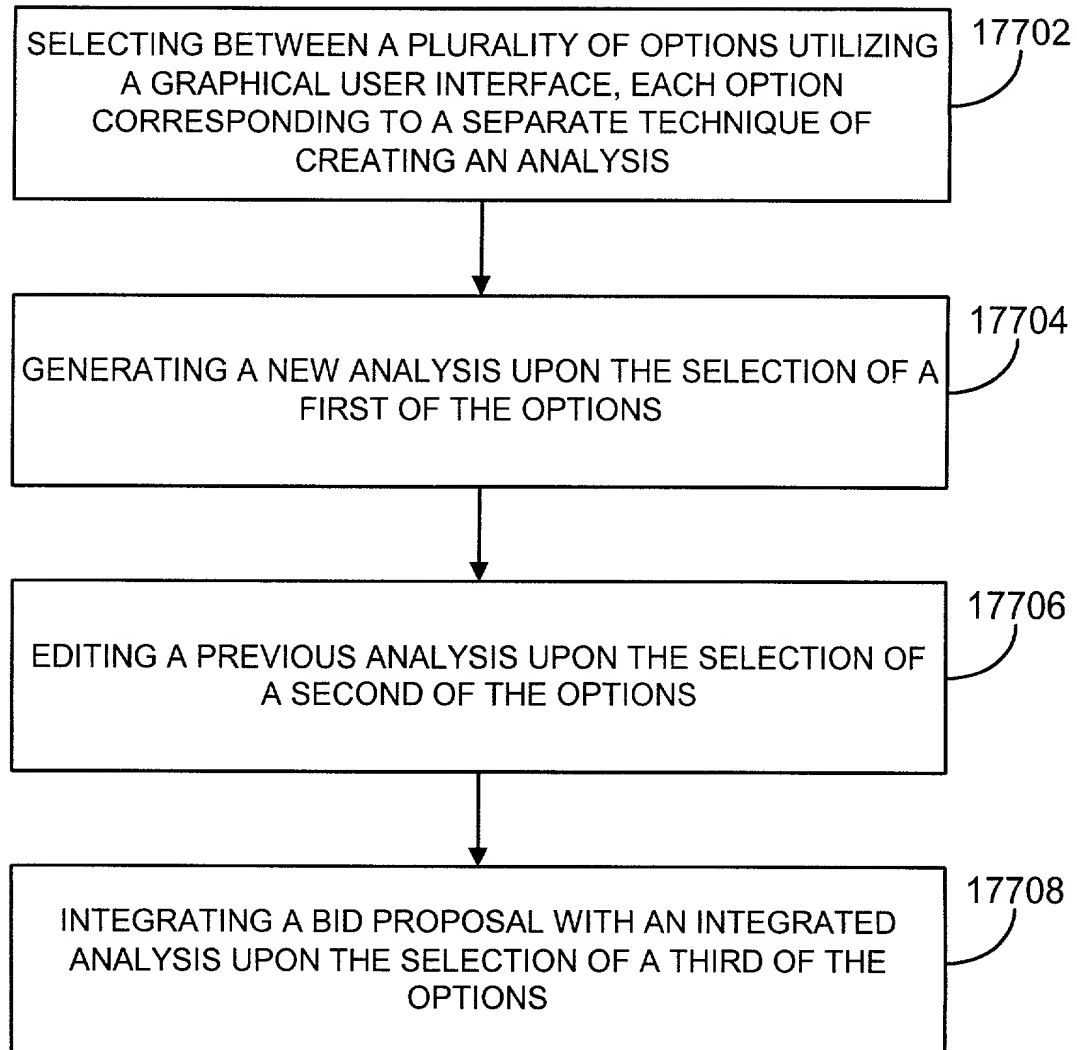 SELECTING BETWEEN A PLURALITY OF OPTIONS UTILIZING
A GRAPHICAL USER INTERFACE, EACH OPTION
CORRESPONDING TO A SEPARATE TECHNIQUE OF
CREATING AN ANALYSIS
17702
GENERATING A NEW ANALYSIS UPON THE SELECTION OF A
FIRST OF THE OPTIONS
17704
EDITING A PREVIOUS ANALYSIS UPON THE SELECTION OF
A SECOND OF THE OPTIONS
17706
INTEGRATING A BID PROPOSAL WITH AN INTEGRATED
ANALYSIS UPON THE SELECTION OF A THIRD OF THE
OPTIONS
17708